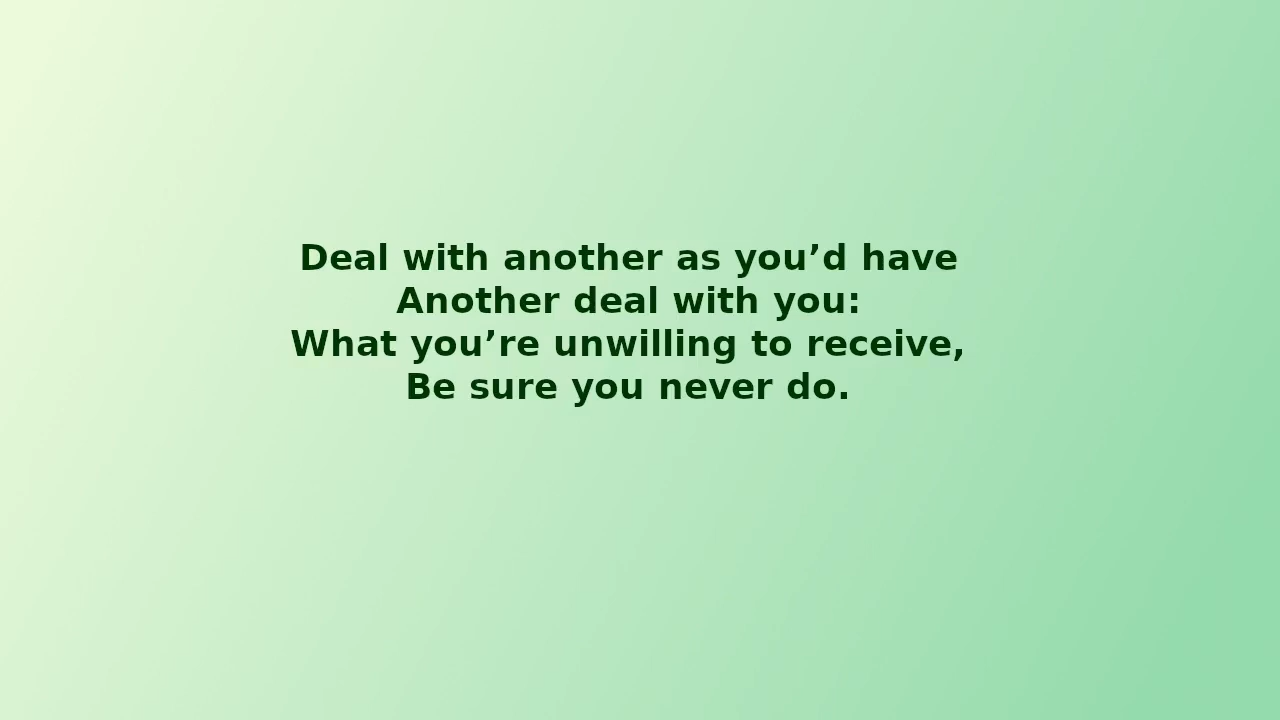 Deal with another as you’d have
Another deal with you:
What you’re unwilling to receive,
Be sure you never do.